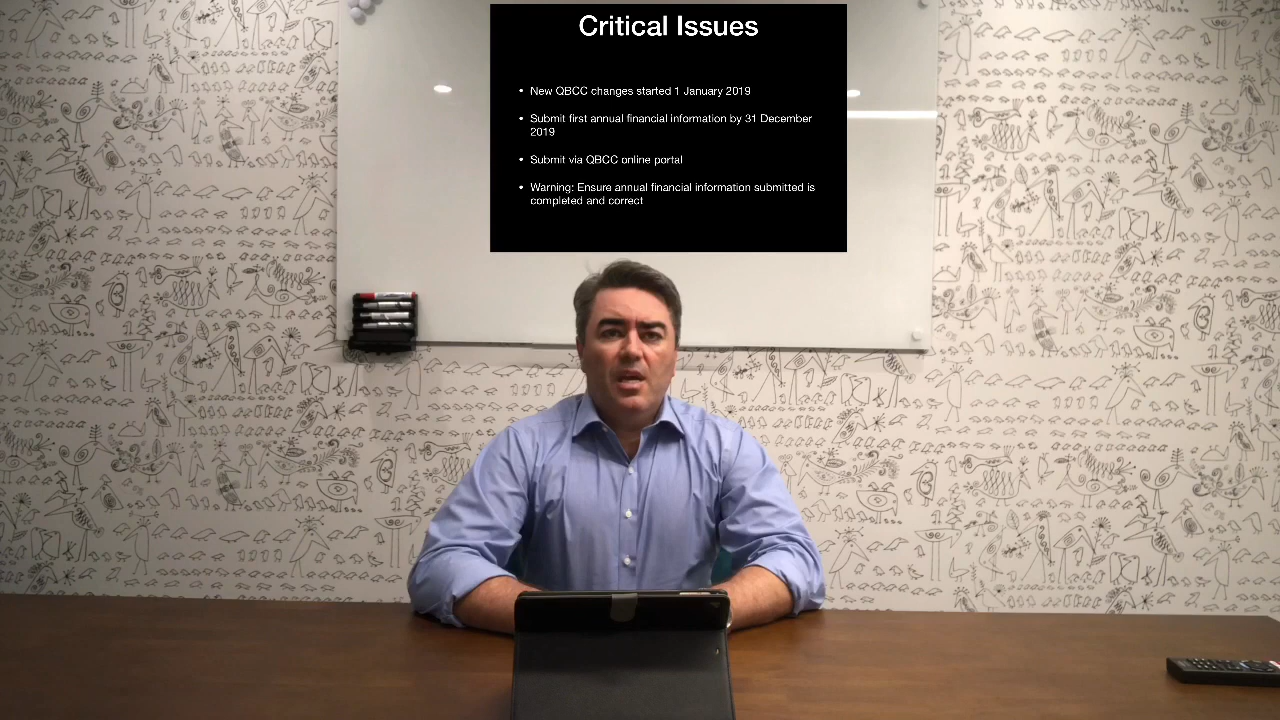 Critical Issues
• New QBCC changes started 1 January 2019
• Submit first annual financial information by 31 December
2019
• Submit via QBCC online portal
• Warning: Ensure annual financial information submitted is
completed and correct